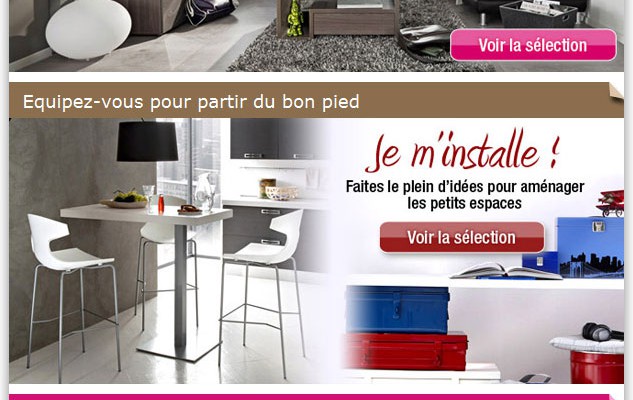 Voir la sélection
Equipez-vous pour partir du bon pied
Je m'installe !
Faites le plein d'idées pour aménager
les petits espaces
Voir la sélection